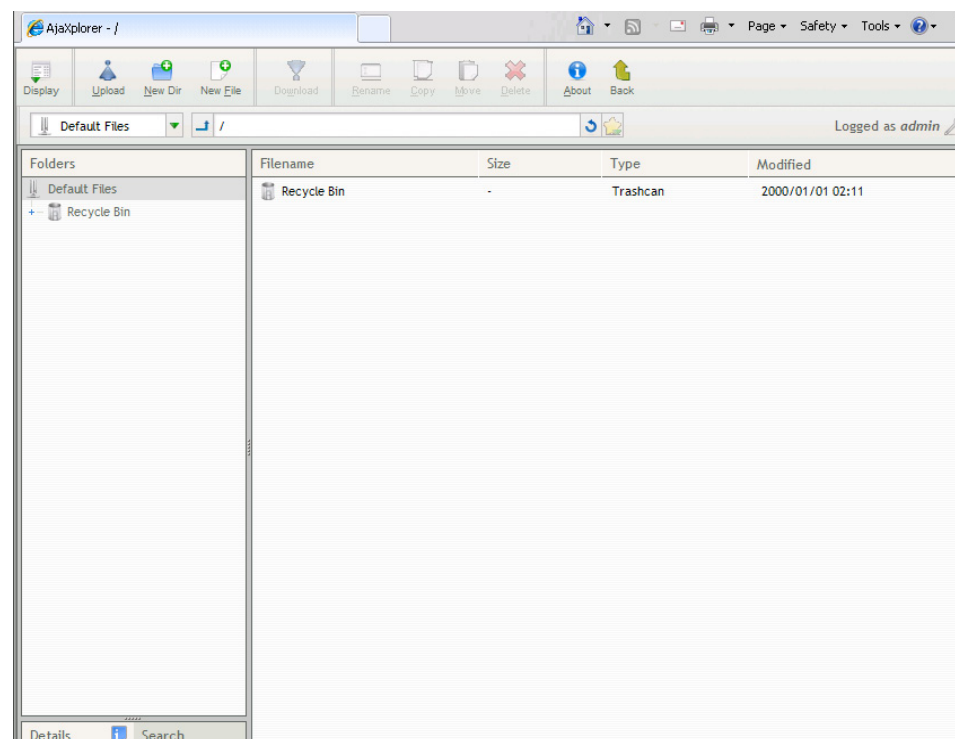 AjaXplorer - /
Page Safety Tools
Display Upload New Dir New File Download Rename Copy Move Delete About Back
Default Files / Logged as admin
Folders Filename Size Type Modified
Default Files Recycle Bin - Trashcan 2000/01/01 02:11
Recycle Bin
Details Search